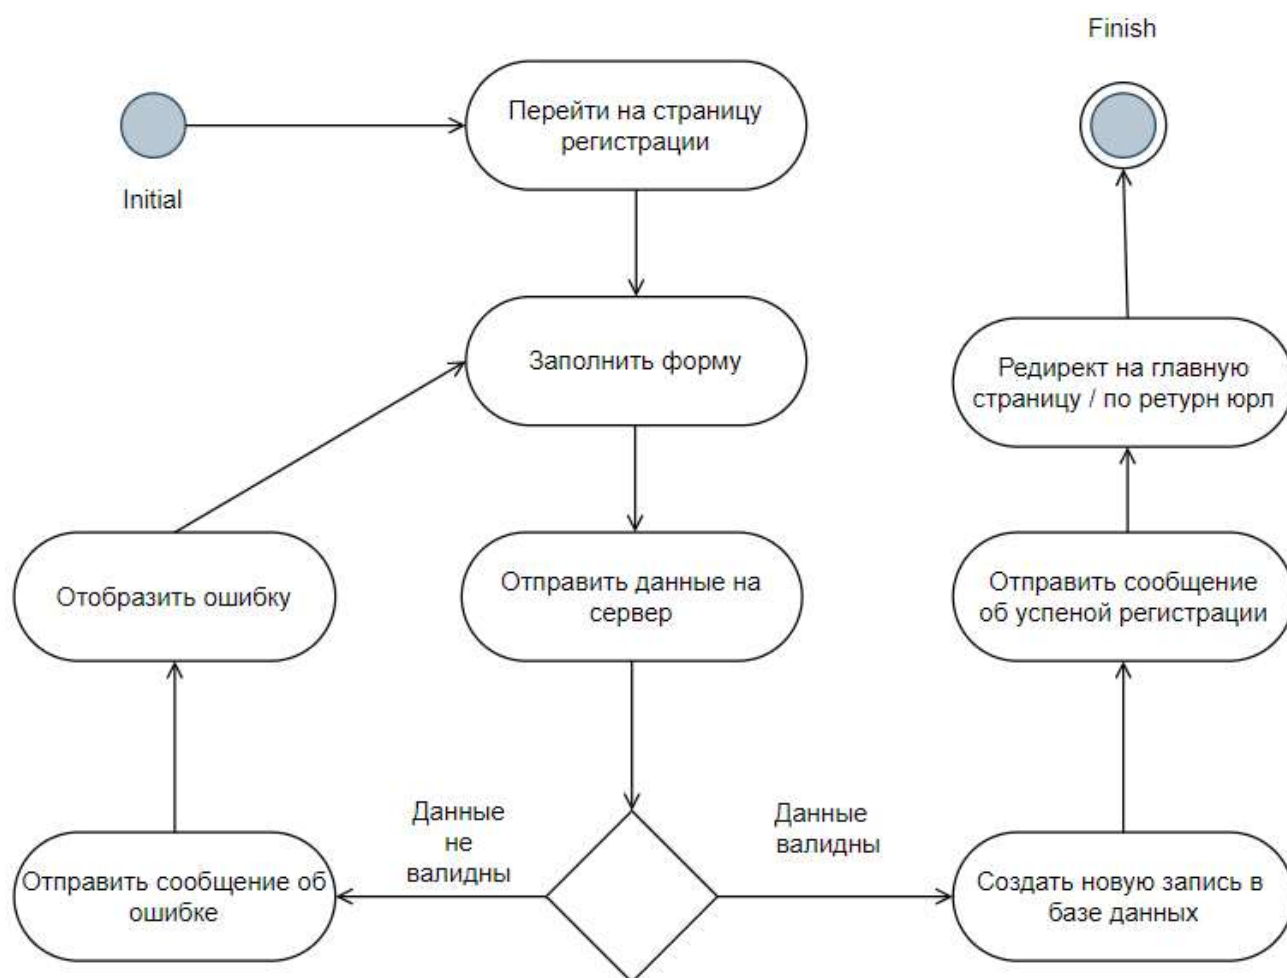 Finish
Перейти на страницу
регистрации
Initial
Заполнить форму
Редирект на главную
страницу / по ретурн юрл
Отобразить ошибку
Отправить данные на
сервер
Отправить сообщение
об успеной регистрации
Данные
не
валидны
Данные
валидны
Отправить сообщение об
ошибке
Создать новую запись в
базе данных